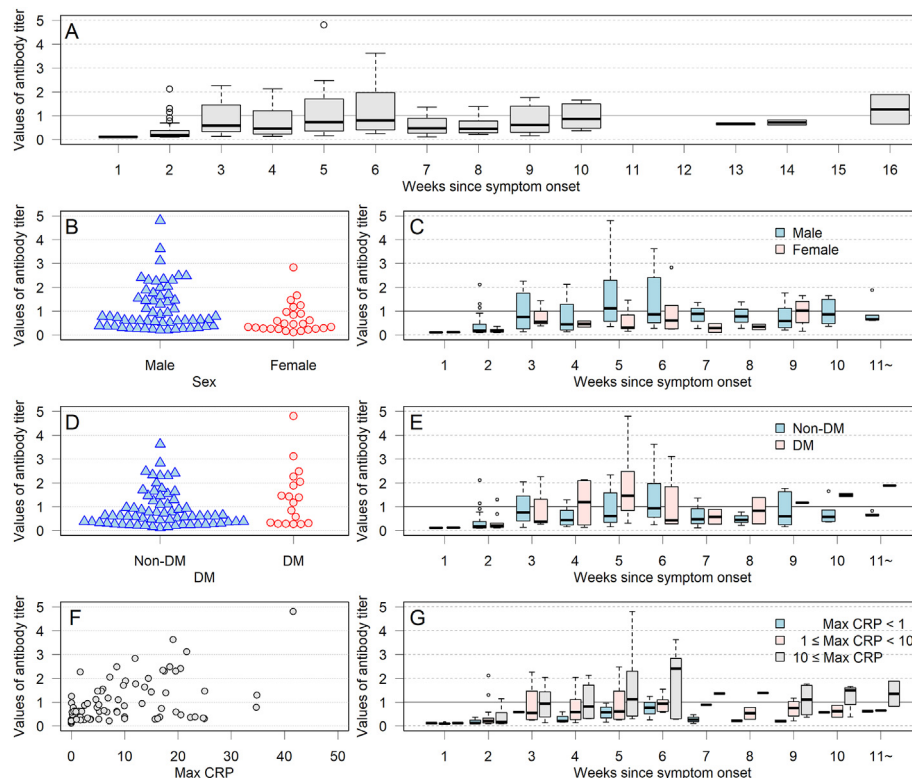 A
Values of antibody titer
5
4
3
2
1
0
1 2 3 4 5 6 7 8 9 10 11 12 13 14 15 16
Weeks since symptom onset
B
Values of antibody titer
5
4
3
2
1
0
Male Female
Sex
C
Values of antibody titer
5
4
3
2
1
0
Male
Female
1 2 3 4 5 6 7 8 9 10 11~
Weeks since symptom onset
D
Values of antibody titer
5
4
3
2
1
0
Non-DM DM
DM
E
Values of antibody titer
5
4
3
2
1
0
Non-DM
DM
1 2 3 4 5 6 7 8 9 10 11~
Weeks since symptom onset
F
Values of antibody titer
5
4
3
2
1
0
0 10 20 30 40 50
Max CRP
G
Values of antibody titer
5
4
3
2
1
0
Max CRP < 1
1 ≤ Max CRP < 10
10 ≤ Max CRP
1 2 3 4 5 6 7 8 9 10 11~
Weeks since symptom onset